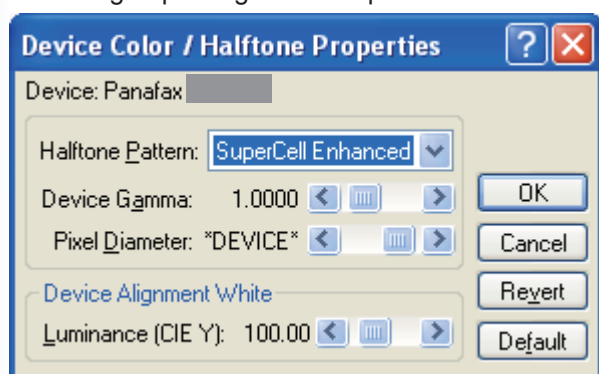 Device Color / Halftone Properties
Device: Panafax
Halftone Pattern: SuperCell Enhanced
Device Gamma: 1.0000
OK
Pixel Diameter: *DEVICE*
Cancel
Device Alignment White
Revert
Luminance (CIE Y): 100.00
Default